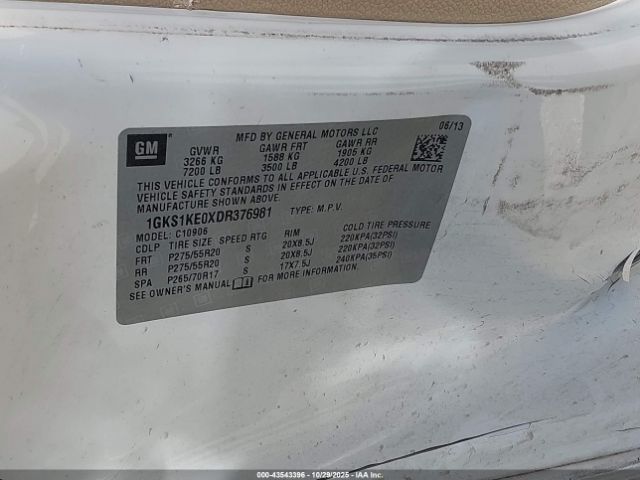 GM
MFD BY GENERAL MOTORS LLC
06/13
GVWR GAWR FRT GAWR RR
3266 KG 1588 KG 1905 KG
7200 LB 3500 LB 4200 LB
THIS VEHICLE CONFORMS TO ALL APPLICABLE U.S. FEDERAL MOTOR
VEHICLE SAFETY STANDARDS IN EFFECT ON THE DATE OF
MANUFACTURE SHOWN ABOVE.
1GKS1KE0XDR376981 TYPE: M.P.V.
MODEL: C10906
CDLP TIRE SIZE SPEED RTG RIM COLD TIRE PRESSURE
FRT P275/55R20 S 20X8.5J 220KPA(32PSI)
RR P275/55R20 S 20X8.5J 220KPA(32PSI)
SPA P265/70R17 S 17X7.5J 240KPA(35PSI)
SEE OWNER'S MANUAL FOR MORE INFORMATION.
000-43543396 - 10/29/2025 - IAAI.COM